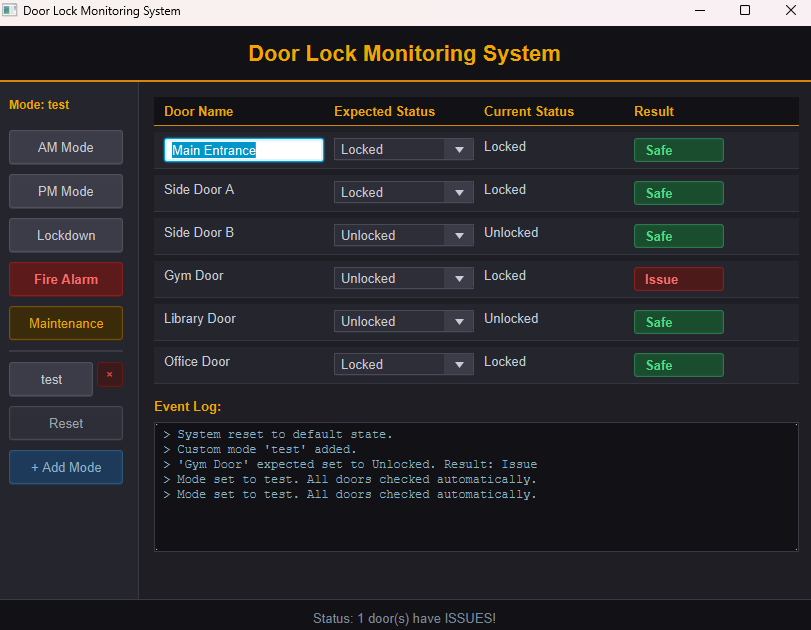 Door Lock Monitoring System
Door Lock Monitoring System
Mode: test
AM Mode
PM Mode
Lockdown
Fire Alarm
Maintenance
test ×
Reset
+ Add Mode
Door Name Expected Status Current Status Result
Main Entrance Locked Locked Safe
Side Door A Locked Locked Safe
Side Door B Unlocked Unlocked Safe
Gym Door Unlocked Locked Issue
Library Door Unlocked Unlocked Safe
Office Door Locked Locked Safe
Event Log:
> System reset to default state.
> Custom mode 'test' added.
> 'Gym Door' expected set to Unlocked. Result: Issue
> Mode set to test. All doors checked automatically.
> Mode set to test. All doors checked automatically.
Status: 1 door(s) have ISSUES!